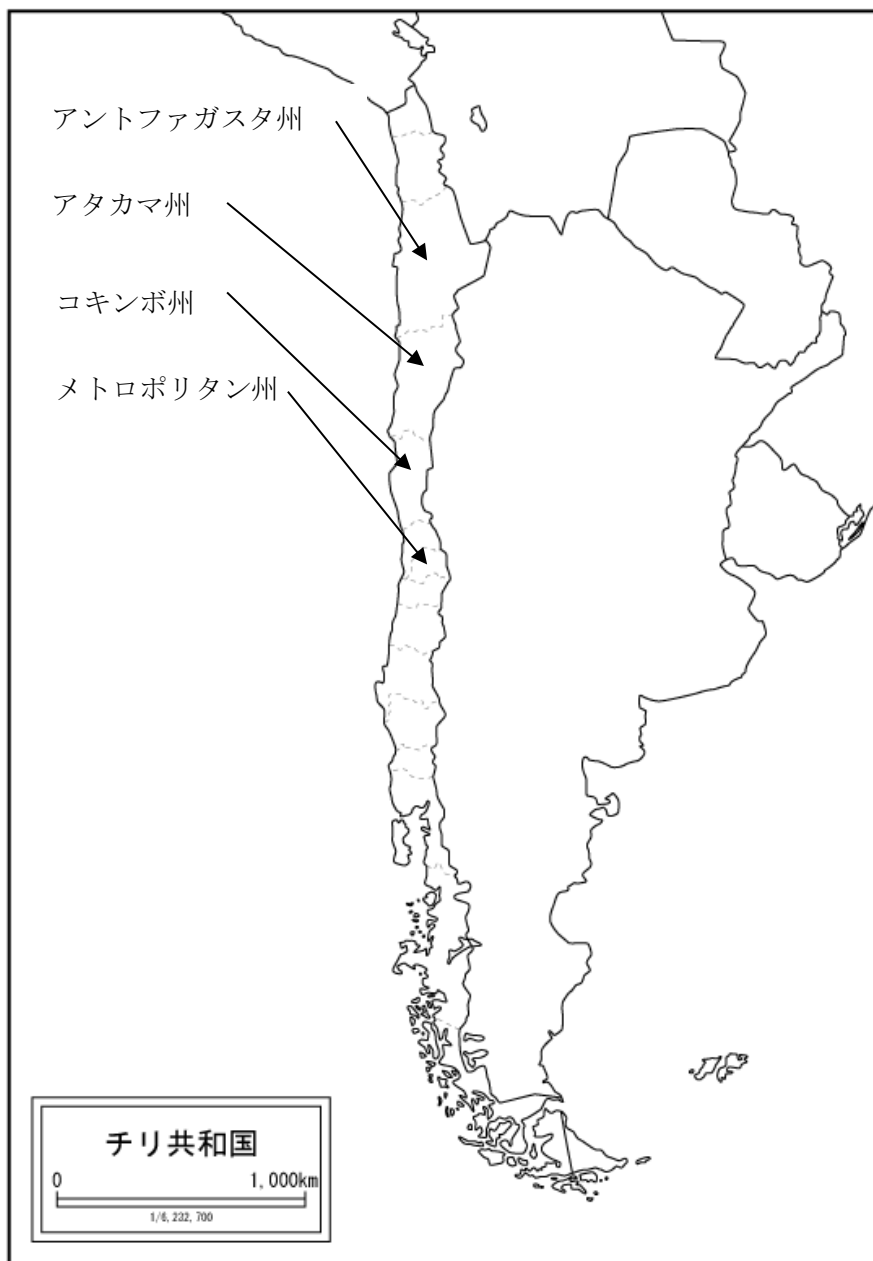 アントファガスタ州
アタカマ州
コキンボ州
メトロポリタン州
チリ共和国
0 1,000km
1/6,232,700